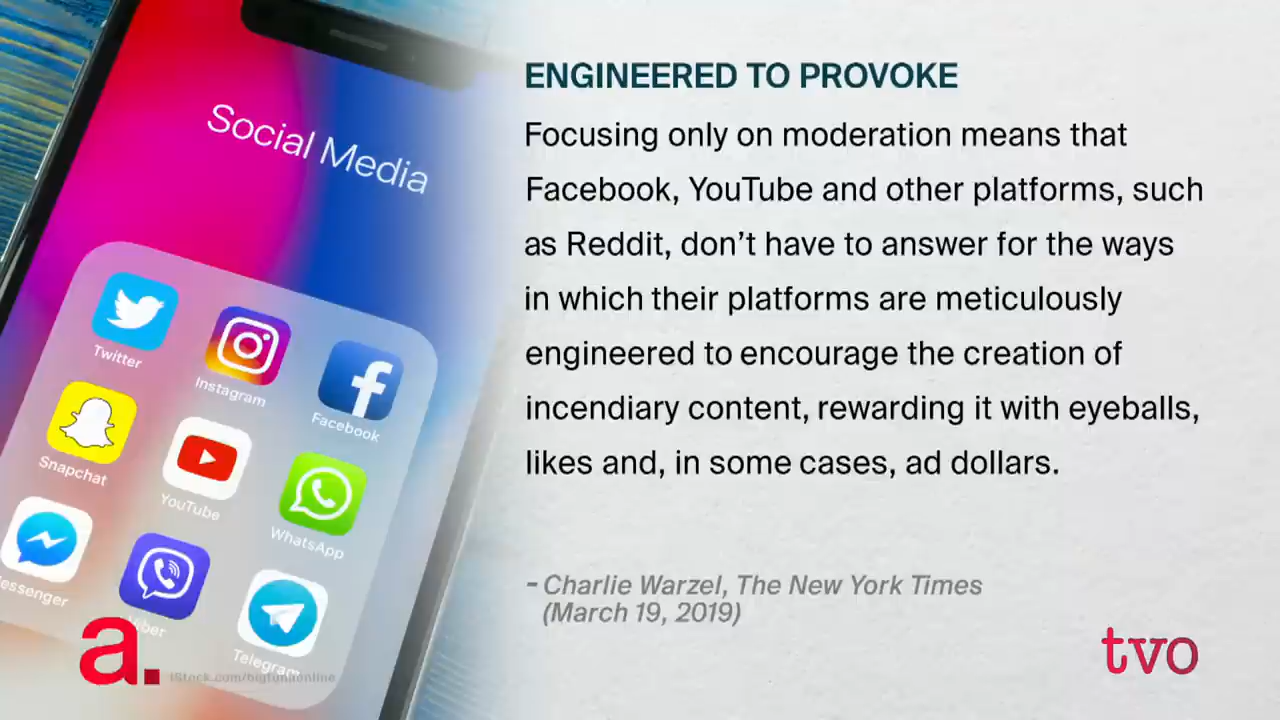 Social Media
Twitter
Instagram
Facebook
Snapchat
YouTube
WhatsApp
Telegram
a.
ENGINEERED TO PROVOKE
Focusing only on moderation means that
Facebook, YouTube and other platforms, such
as Reddit, don’t have to answer for the ways
in which their platforms are meticulously
engineered to encourage the creation of
incendiary content, rewarding it with eyeballs,
likes and, in some cases, ad dollars.
- Charlie Warzel, The New York Times
(March 19, 2019)
tvo